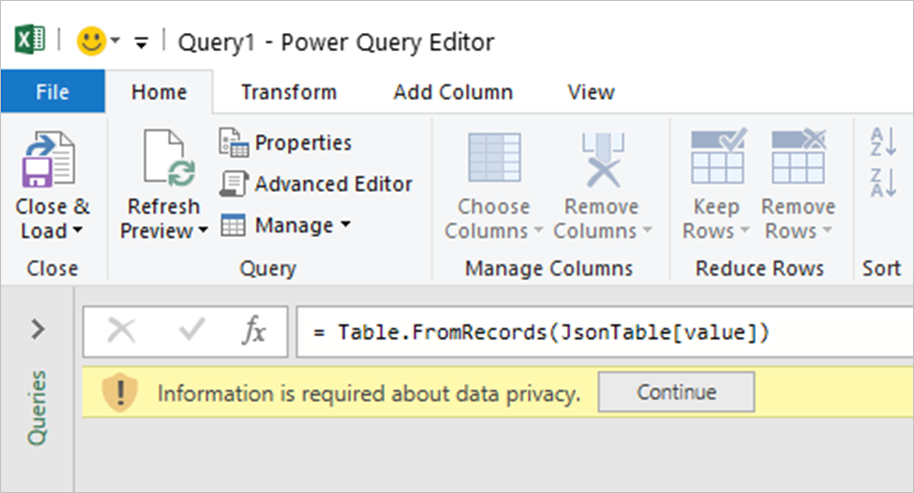 Query1 - Power Query Editor
File Home Transform Add Column View
Close & Load
Refresh Preview
Properties
Advanced Editor
Manage
Choose Columns
Remove Columns
Keep Rows
Remove Rows
A Z
Z A
Close Query Manage Columns Reduce Rows Sort
fx = Table.FromRecords(JsonTable[value])
Information is required about data privacy. Continue
Queries